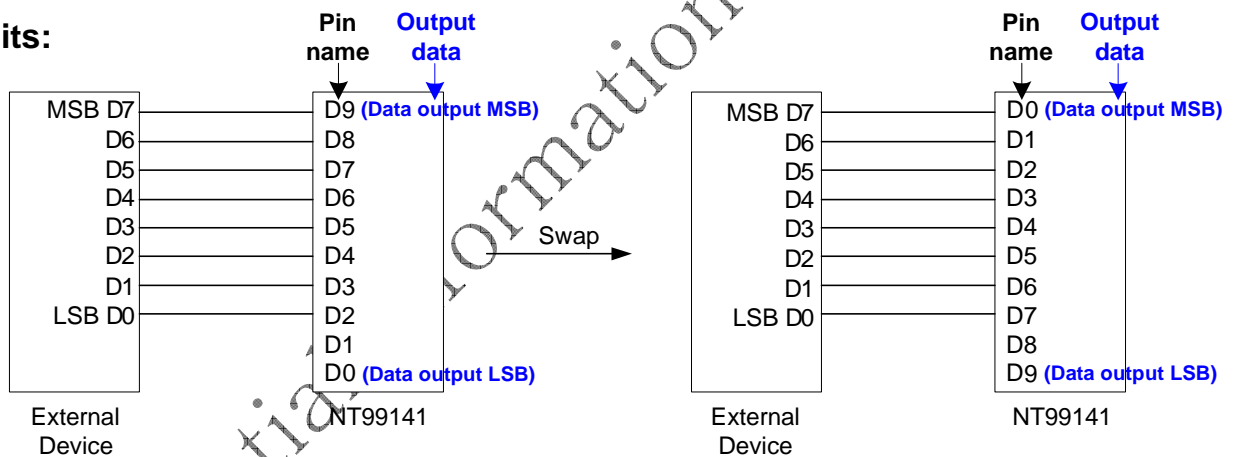 its:
Pin name
Output data
MSB D7
D6
D5
D4
D3
D2
D1
LSB D0
D9 (Data output MSB)
D8
D7
D6
D5
D4
D3
D2
D1
D0 (Data output LSB)
External
Device
NT99141
Swap
Pin name
Output data
MSB D7
D6
D5
D4
D3
D2
D1
LSB D0
D0 (Data output MSB)
D1
D2
D3
D4
D5
D6
D7
D8
D9 (Data output LSB)
External
Device
NT99141